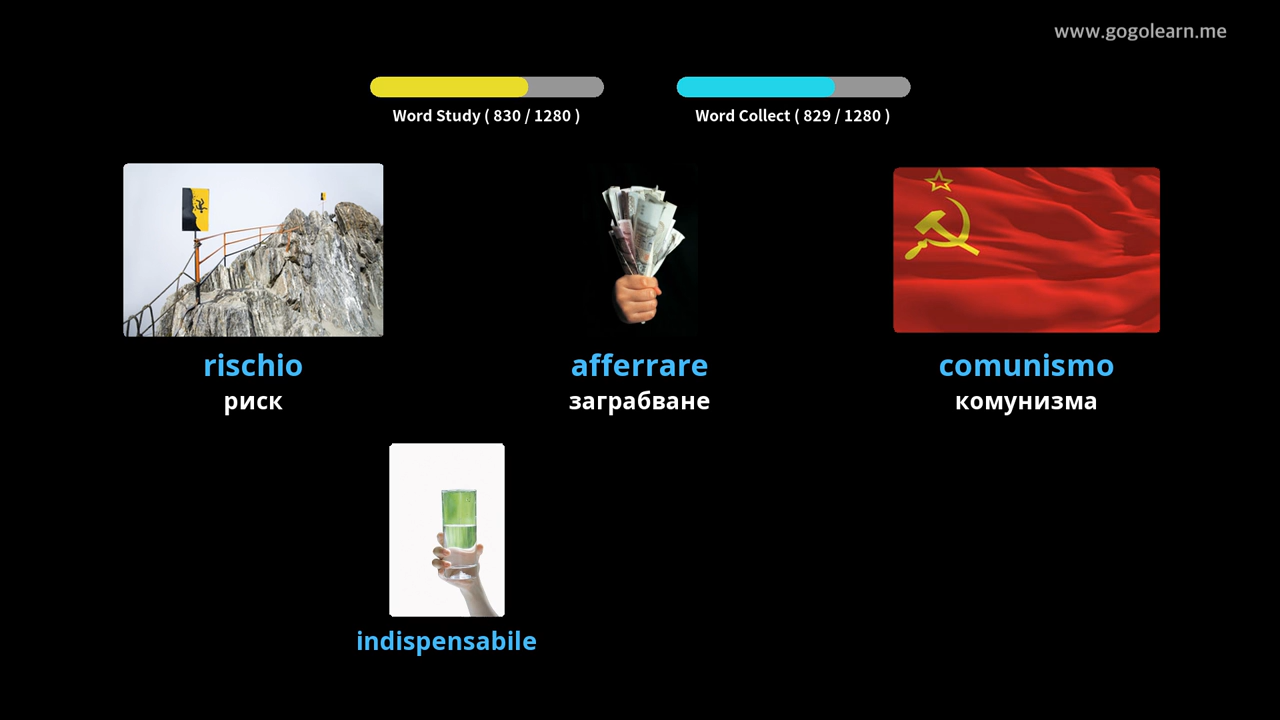 www.gogolearn.me
Word Study ( 830 / 1280 )
Word Collect ( 829 / 1280 )
rischio
риск
afferrare
заграбване
comunismo
комунизма
indispensabile